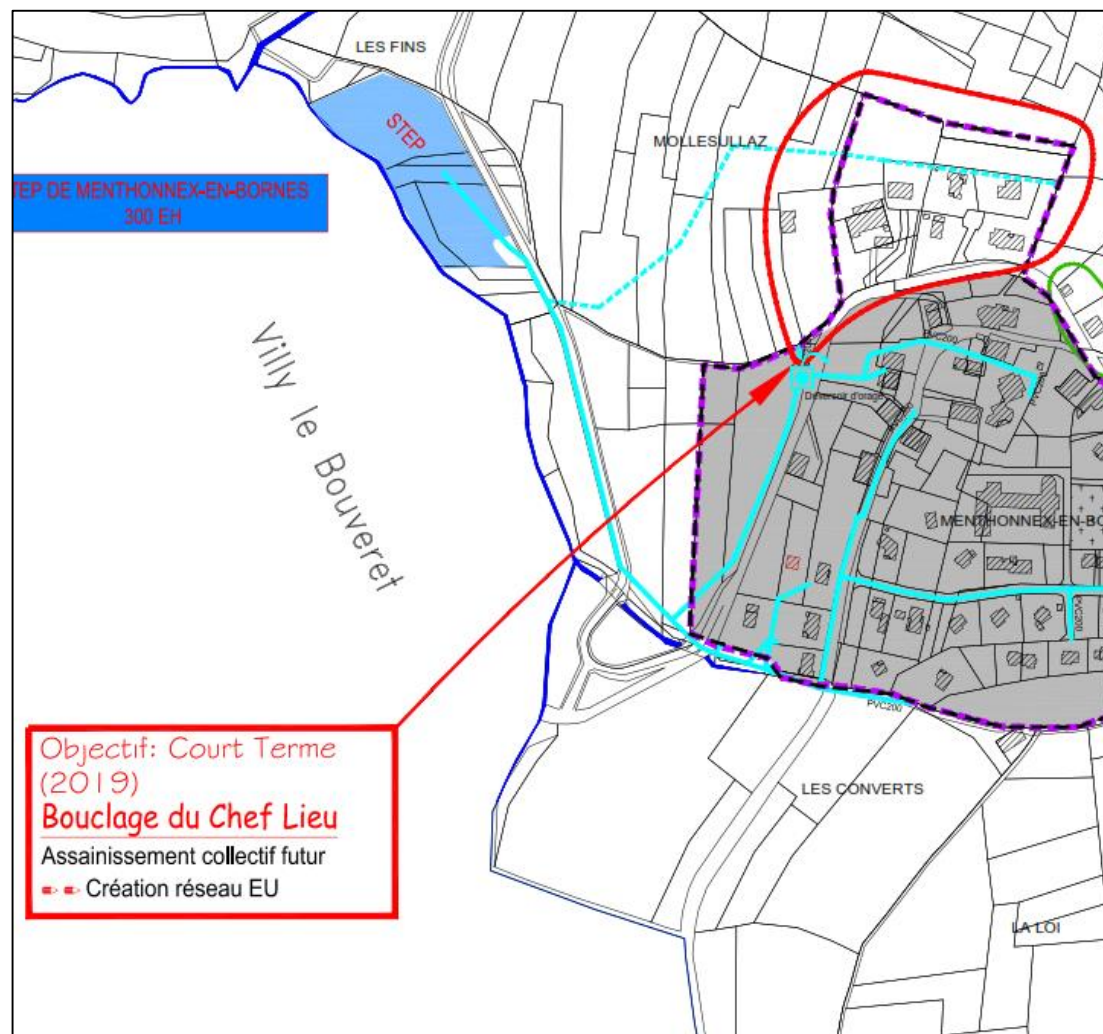 LES FINS
STEP
MOLLESULLAZ
TEP DE MENTHONNEX-EN-BORNES
300 EH
Villy le Bouveret
Déversoir d'orage
MENTHONNEX-EN-BO
PVC200
PVC200
Objectif: Court Terme
(2019)
Bouclage du Chef Lieu
Assainissement collectif futur
Création réseau EU
LES CONVERTS
LA LOI